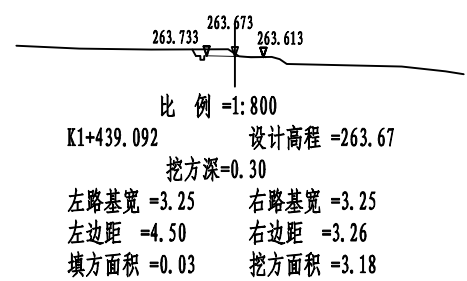 263.673
263.733 263.613
比 例 =1:800
K1+439.092 设计高程 =263.67
挖方深=0.30
左路基宽 =3.25 右路基宽 =3.25
左边距 =4.50 右边距 =3.26
填方面积 =0.03 挖方面积 =3.18